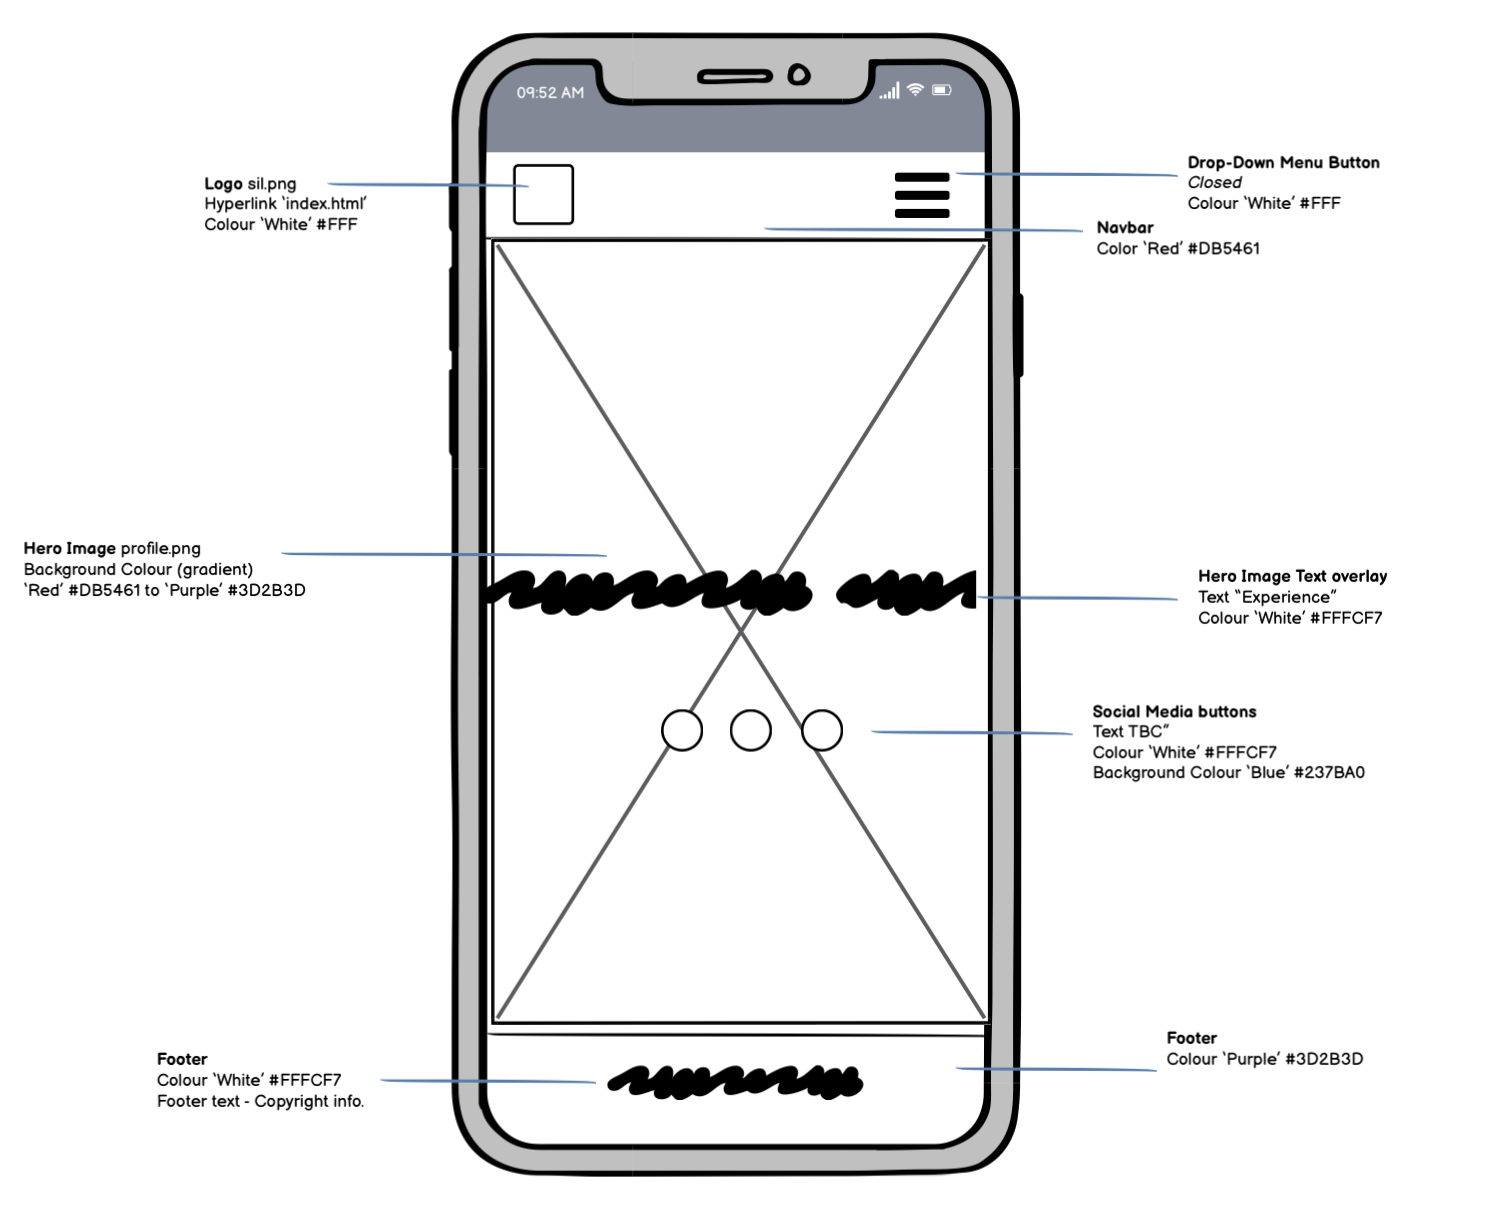 09:52 AM
Logo sil.png
Hyperlink ‘index.html’
Colour ‘White’ #FFF
Drop-Down Menu Button
Closed
Colour ‘White’ #FFF
Navbar
Color ‘Red’ #DB5461
Hero Image profile.png
Background Colour (gradient)
‘Red’ #DB5461 to ‘Purple’ #3D2B3D
Hero Image Text overlay
Text “Experience”
Colour ‘White’ #FFFCF7
Social Media buttons
Text TBC”
Colour ‘White’ #FFFCF7
Background Colour ‘Blue’ #237BA0
Footer
Colour ‘White’ #FFFCF7
Footer text - Copyright info.
Footer
Colour ‘Purple’ #3D2B3D